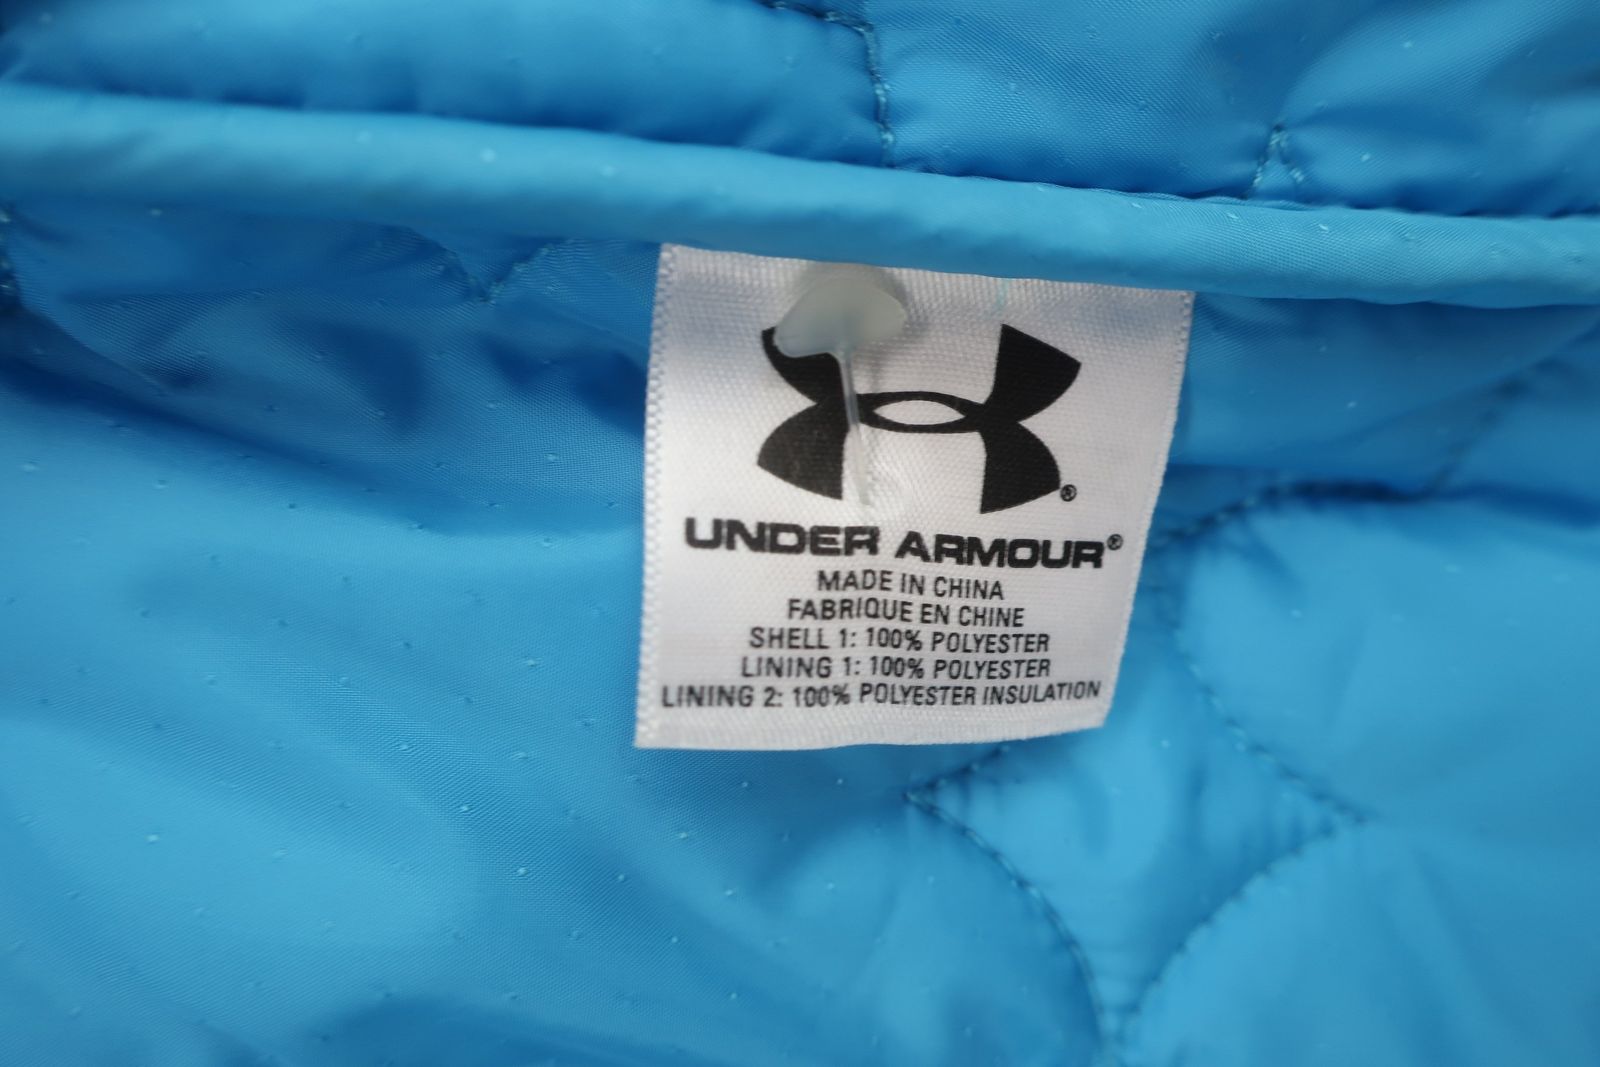 ®
UNDER ARMOUR®
MADE IN CHINA
FABRIQUE EN CHINE
SHELL 1: 100% POLYESTER
LINING 1: 100% POLYESTER
LINING 2: 100% POLYESTER INSULATION